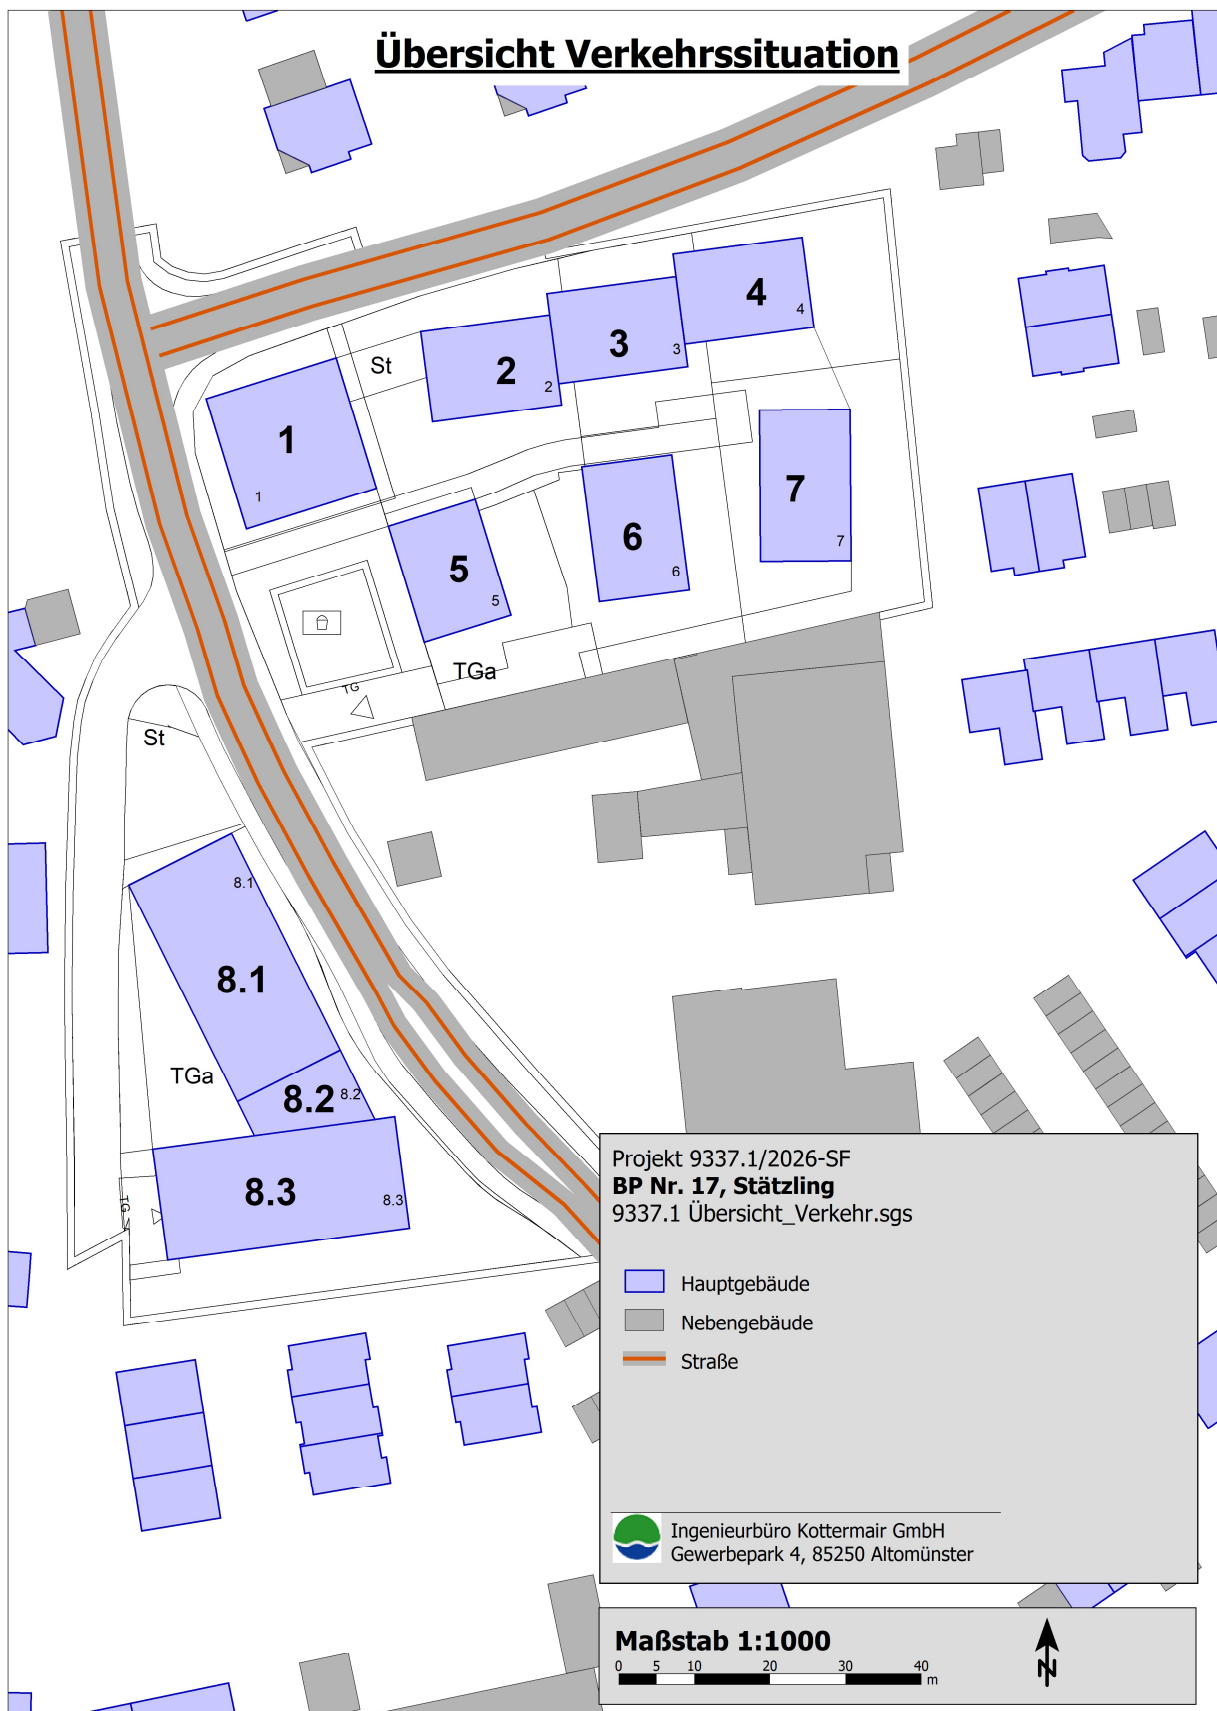 Übersicht Verkehrssituation
4
4
3
3
St
2
2
1
1
7
7
6
6
5
5
TGa
TG
St
8.1
8.1
TGa
8.2
8.2
8.3
8.3
TG
Projekt 9337.1/2026-SF
BP Nr. 17, Stätzling
9337.1 Übersicht_Verkehr.sgs
Hauptgebäude
Nebengebäude
Straße
Ingenieurbüro Kottermair GmbH
Gewerbepark 4, 85250 Altomünster
Maßstab 1:1000
0 5 10 20 30 40
m
N